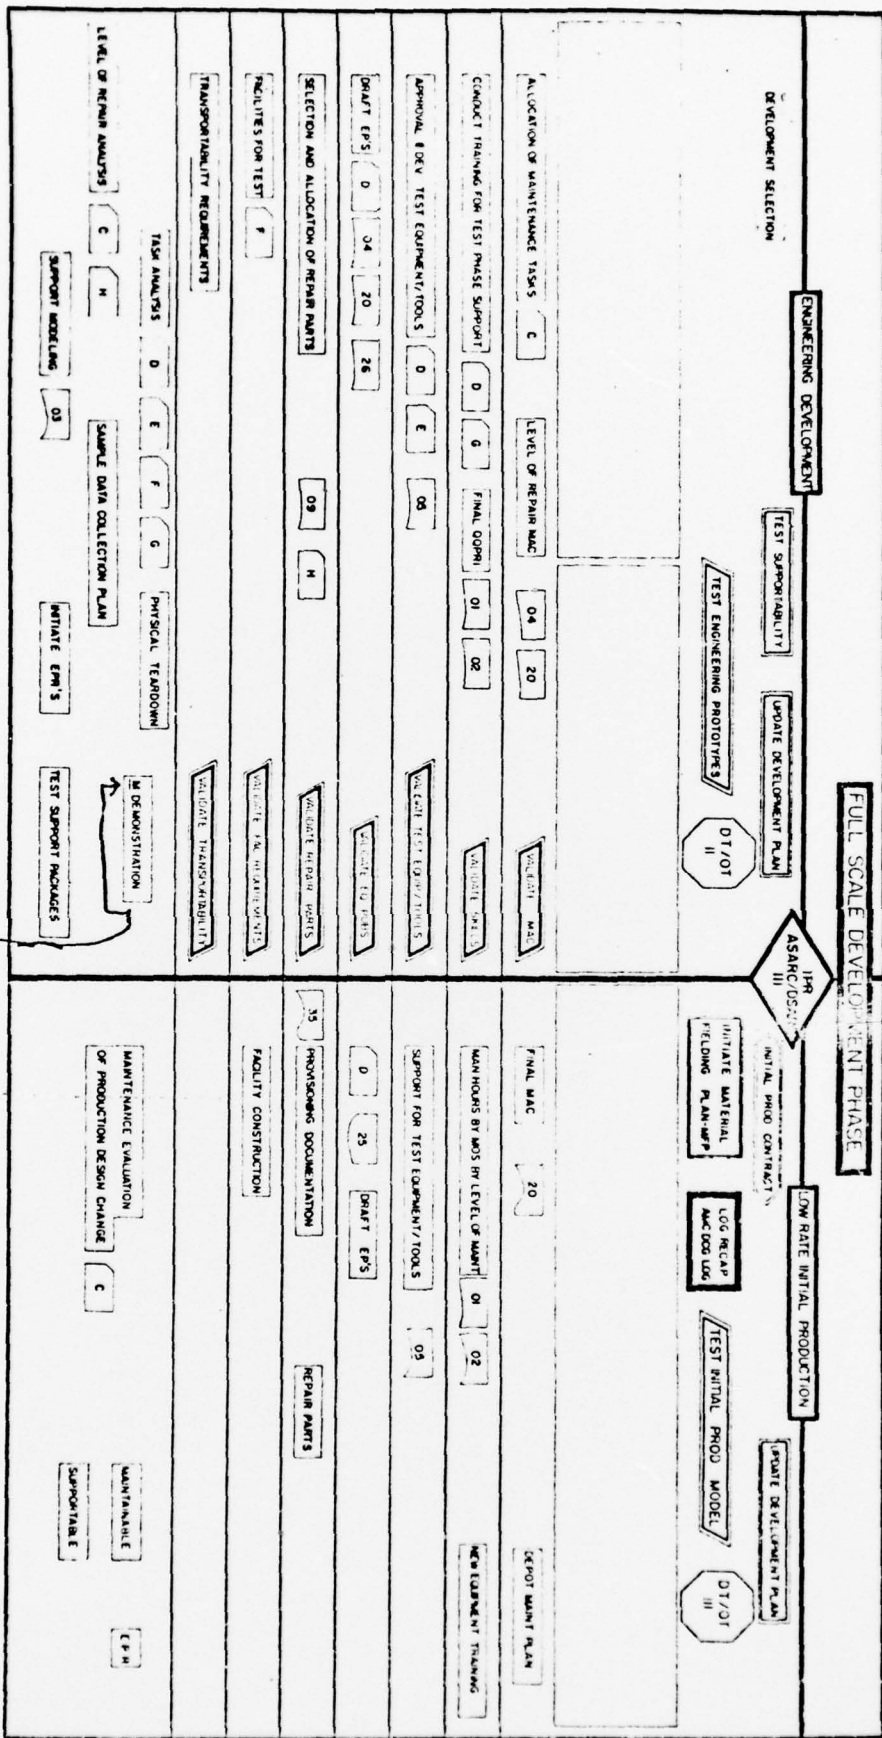 FULL SCALE DEVELOPMENT PHASE
ENGINEERING DEVELOPMENT
LOW RATE INITIAL PRODUCTION
DEVELOPMENT SELECTION
TEST SUPPORTABILITY
UPDATE DEVELOPMENT PLAN
IPR
ASARC/DSARC
III
INITIAL PROD CONTRACT
UPDATE DEVELOPMENT PLAN
TEST ENGINEERING PROTOTYPES
DT/OT
II
INITIATE MATERIAL
FIELDING PLAN-MFP
LOG RECAP
AMC DCG LOG
TEST INITIAL PROD MODEL
DT/OT
III
ALLOCATION OF MAINTENANCE TASKS C LEVEL OF REPAIR MAC 04 20 VALIDATE MAC FINAL MAC 20 DEPOT MAINT PLAN
CONDUCT TRAINING FOR TEST PHASE SUPPORT D G FINAL QQPRI 01 02 VALIDATE SKILLS MAN HOURS BY MOS BY LEVEL OF MAINT 01 02 NEW EQUIPMENT TRAINING
APPROVAL & DEV TEST EQUIPMENT/TOOLS D E 05 VALIDATE TEST EQUIP/TOOLS SUPPORT FOR TEST EQUIPMENT/TOOLS 05
DRAFT EP'S D 04 20 26 VALIDATE EQ PUBS D 25 DRAFT EP'S
SELECTION AND ALLOCATION OF REPAIR PARTS 09 H VALIDATE REPAIR PARTS 35 PROVISIONING DOCUMENTATION REPAIR PARTS
FACILITIES FOR TEST F VALIDATE FAC REQUIREMENTS FACILITY CONSTRUCTION
TRANSPORTABILITY REQUIREMENTS VALIDATE TRANSPORTABILITY
TASK ANALYSIS D E F G PHYSICAL TEARDOWN M DEMONSTRATION
LEVEL OF REPAIR ANALYSIS C H SAMPLE DATA COLLECTION PLAN
SUPPORT MODELING 03 INITIATE EPR'S TEST SUPPORT PACKAGES
MAINTENANCE EVALUATION
OF PRODUCTION DESIGN CHANGE C
MAINTAINABLE EPR
SUPPORTABLE